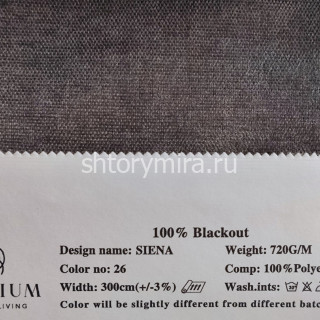 shtorymira.ru
100% Blackout
Design name: SIENA Weight: 720G/M
Color no: 26 Comp: 100%Polye
Width: 300cm(+/-3%) Wash.ints:
IUM
LIVING
Color will be slightly different from different batc